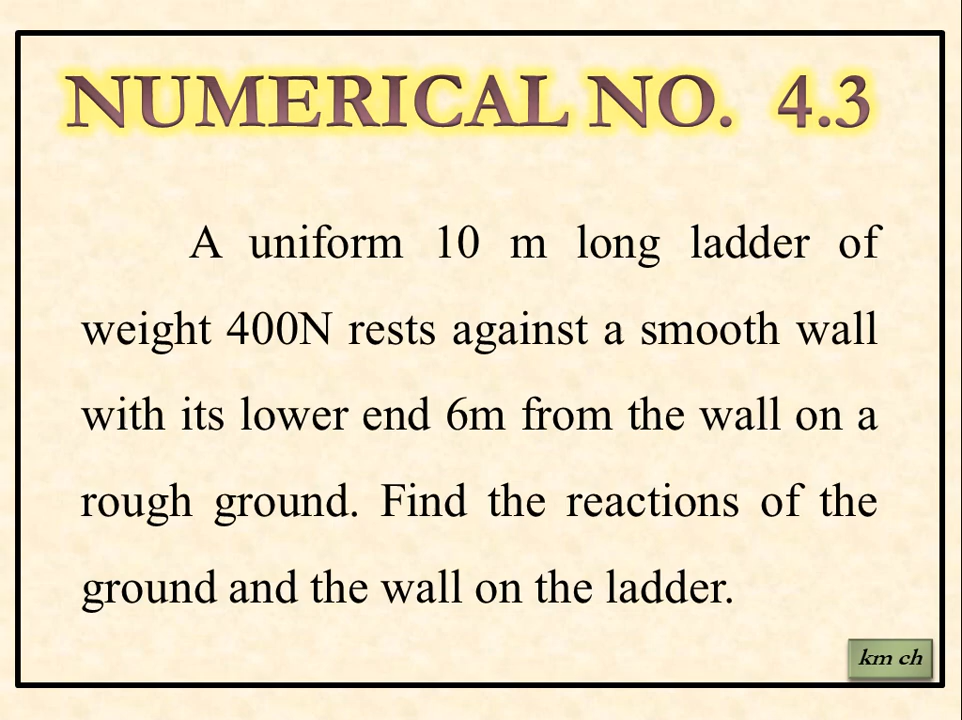 NUMERICAL NO. 4.3
A uniform 10 m long ladder of
weight 400N rests against a smooth wall
with its lower end 6m from the wall on a
rough ground. Find the reactions of the
ground and the wall on the ladder.
km ch